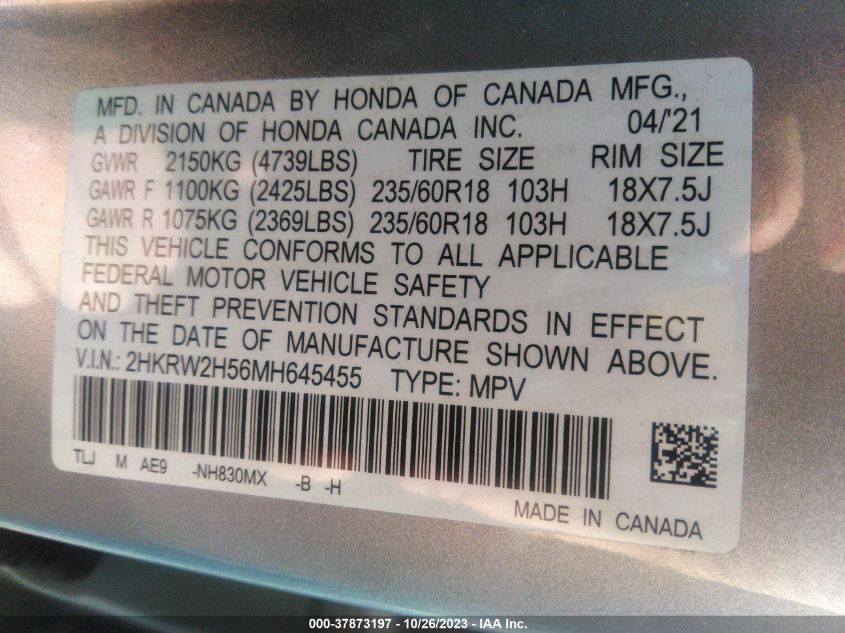 MFD. IN CANADA BY HONDA OF CANADA MFG.,
A DIVISION OF HONDA CANADA INC. 04/'21
GVWR 2150KG (4739LBS) TIRE SIZE RIM SIZE
GAWR F 1100KG (2425LBS) 235/60R18 103H 18X7.5J
GAWR R 1075KG (2369LBS) 235/60R18 103H 18X7.5J
THIS VEHICLE CONFORMS TO ALL APPLICABLE
FEDERAL MOTOR VEHICLE SAFETY
AND THEFT PREVENTION STANDARDS IN EFFECT
ON THE DATE OF MANUFACTURE SHOWN ABOVE.
V.I.N.: 2HKRW2H56MH645455 TYPE: MPV
TLJ M AE9 -NH830MX -B -H
MADE IN CANADA
000-37873197 - 10/26/2023 - IAA Inc.